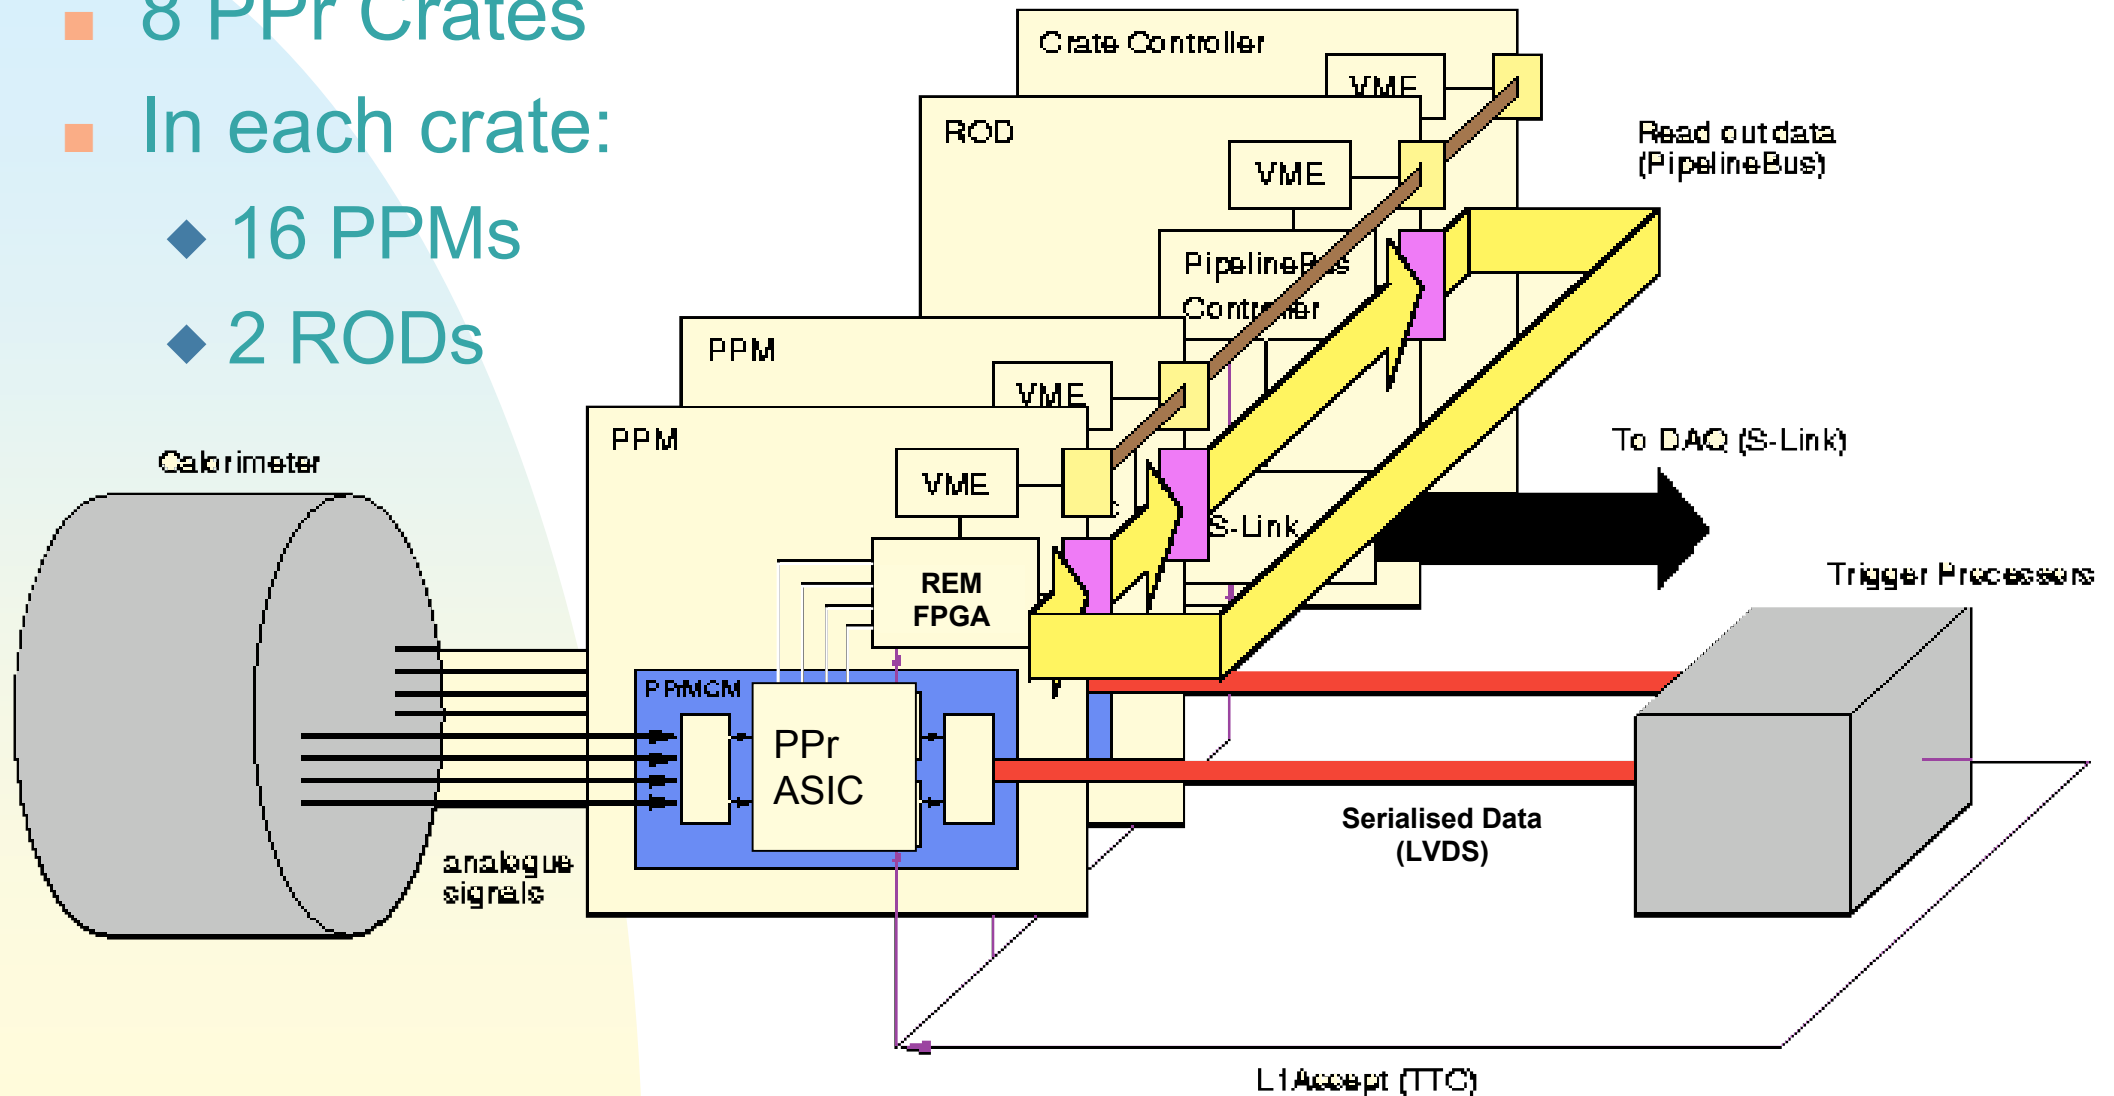 8 PPr Crates
In each crate:
16 PPMs
2 RODs
Crate Controller
VME
ROD
VME
Read out data
(PipelineBus)
PipelineBus
Controller
PPM
VME
PPM
VME
To DAQ (S-Link)
S-Link
Calorimeter
REM
FPGA
Trigger Processors
PPrMCM
PPr
ASIC
Serialised Data
(LVDS)
analogue
signals
L1Accept (TTC)